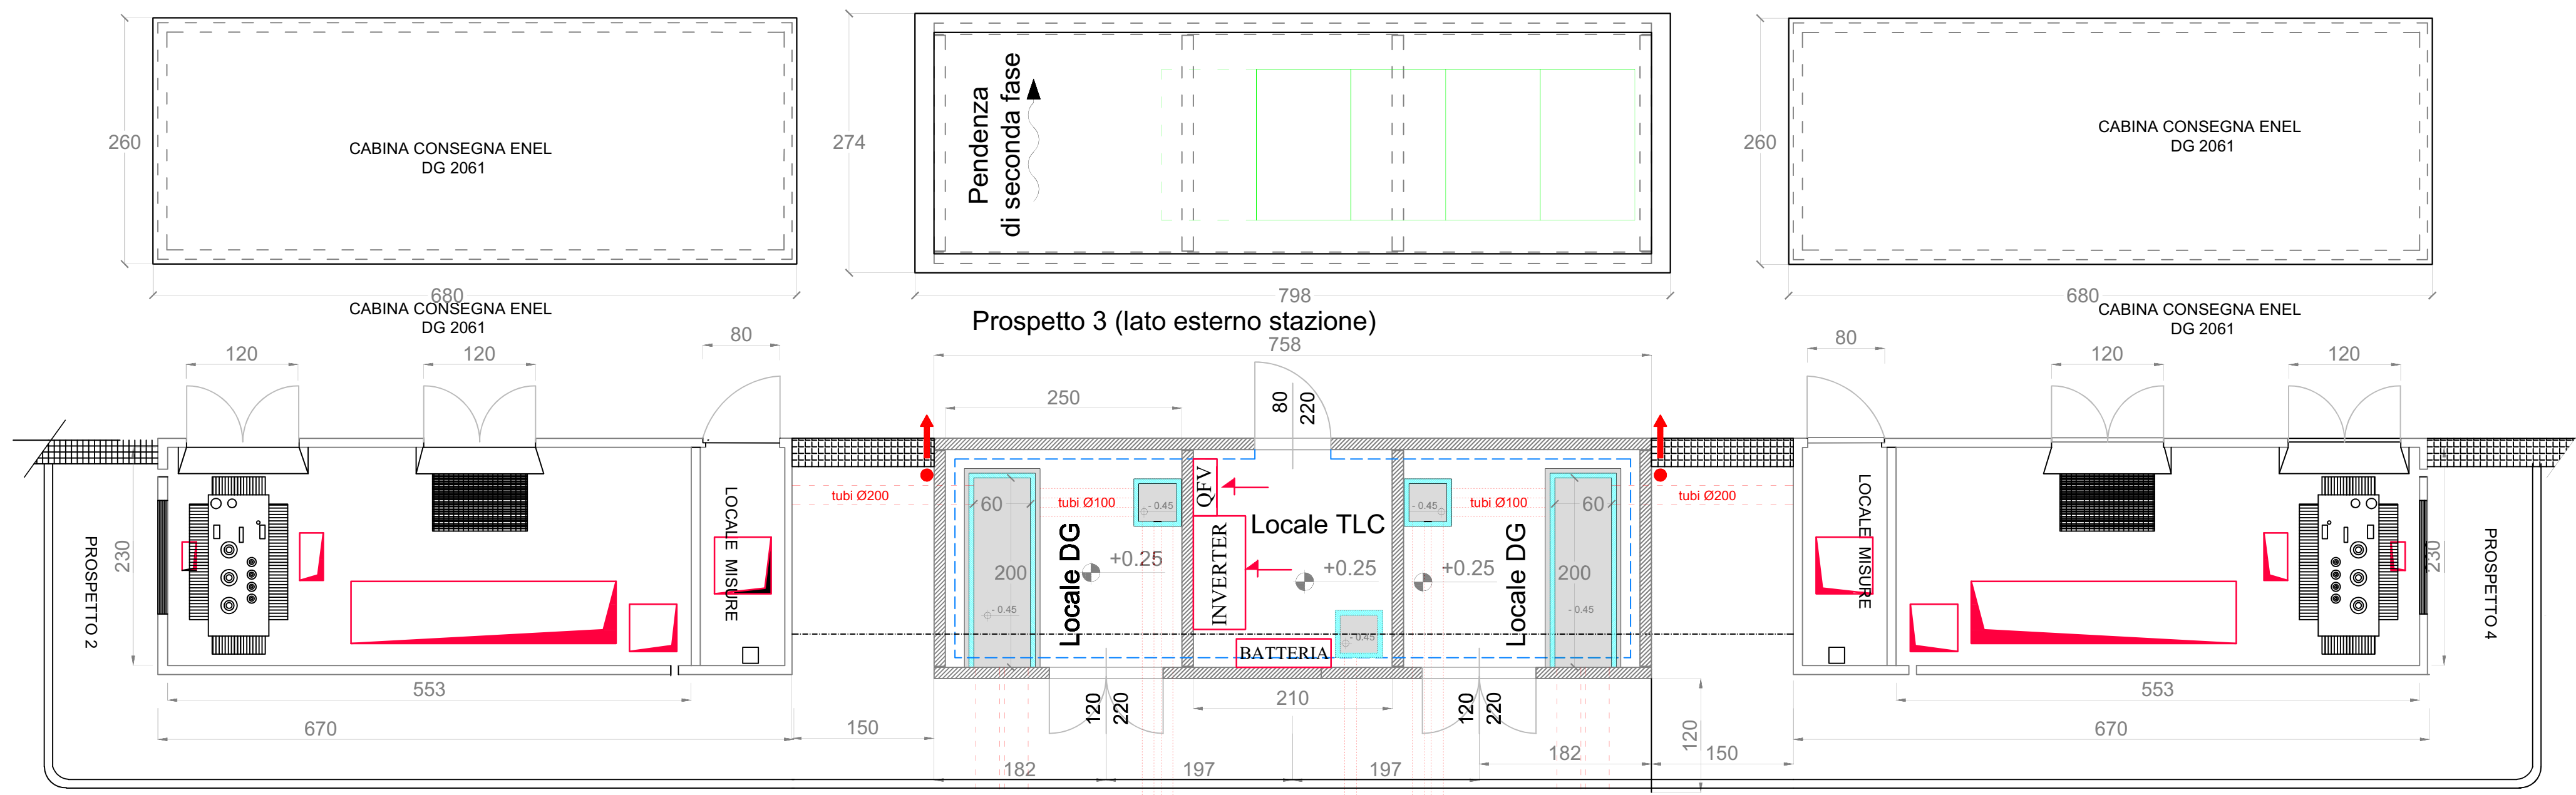 260
CABINA CONSEGNA ENEL
DG 2061
680
274
Pendenza
di seconda fase
798
260
CABINA CONSEGNA ENEL
DG 2061
680
CABINA CONSEGNA ENEL
DG 2061
Prospetto 3 (lato esterno stazione)
CABINA CONSEGNA ENEL
DG 2061
120
120
80
758
80
120
120
250
80
220
tubi Ø200
60
tubi Ø100
- 0.45
QFV
Locale TLC
- 0.45
tubi Ø100
60
tubi Ø200
PROSPETTO 2
230
LOCALE MISURE
200
Locale DG
+0.25
INVERTER
+0.25
+0.25
Locale DG
200
LOCALE MISURE
230
PROSPETTO 4
- 0.45
- 0.45
- 0.45
BATTERIA
553
120
220
210
120
220
553
670
150
120
150
670
182
197
197
182